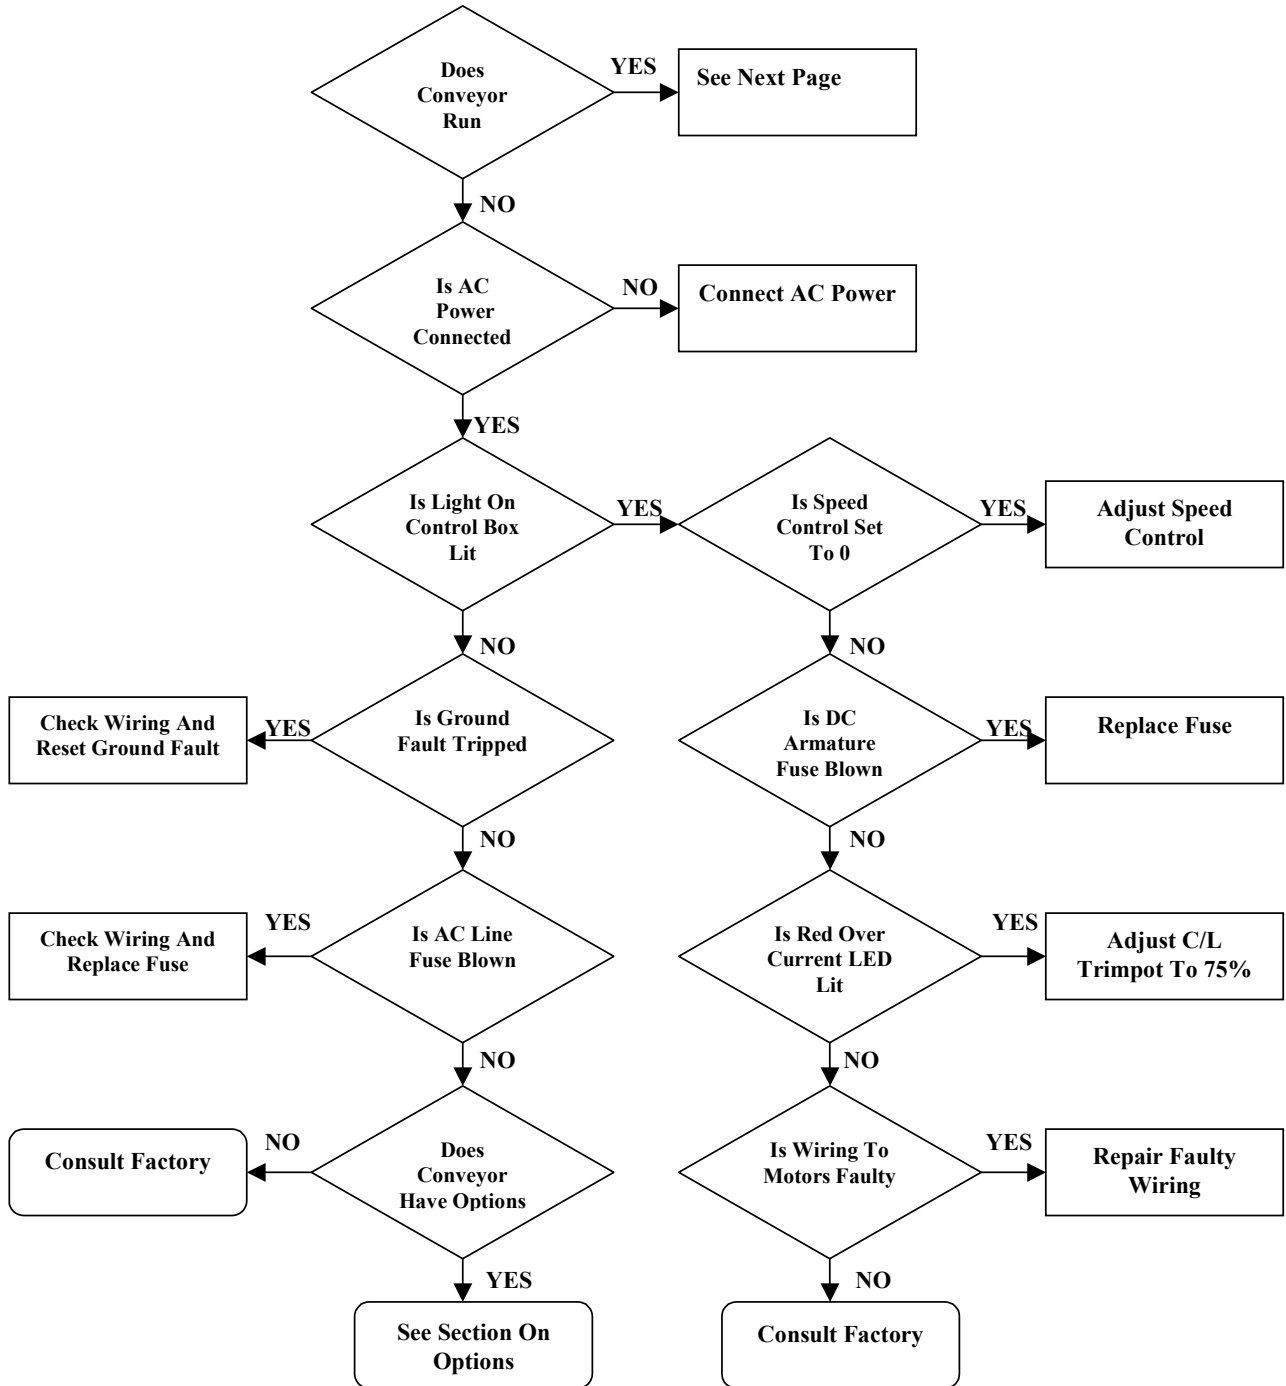 Does
Conveyor
Run
YES
See Next Page
NO
Is AC
Power
Connected
NO
Connect AC Power
YES
Is Light On
Control Box
Lit
YES
Is Speed
Control Set
To 0
YES
Adjust Speed
Control
NO
NO
Check Wiring And
Reset Ground Fault
YES
Is Ground
Fault Tripped
Is DC
Armature
Fuse Blown
YES
Replace Fuse
NO
NO
Check Wiring And
Replace Fuse
YES
Is AC Line
Fuse Blown
Is Red Over
Current LED
Lit
YES
Adjust C/L
Trimpot To 75%
NO
NO
Consult Factory
NO
Does
Conveyor
Have Options
Is Wiring To
Motors Faulty
YES
Repair Faulty
Wiring
YES
NO
See Section On
Options
Consult Factory